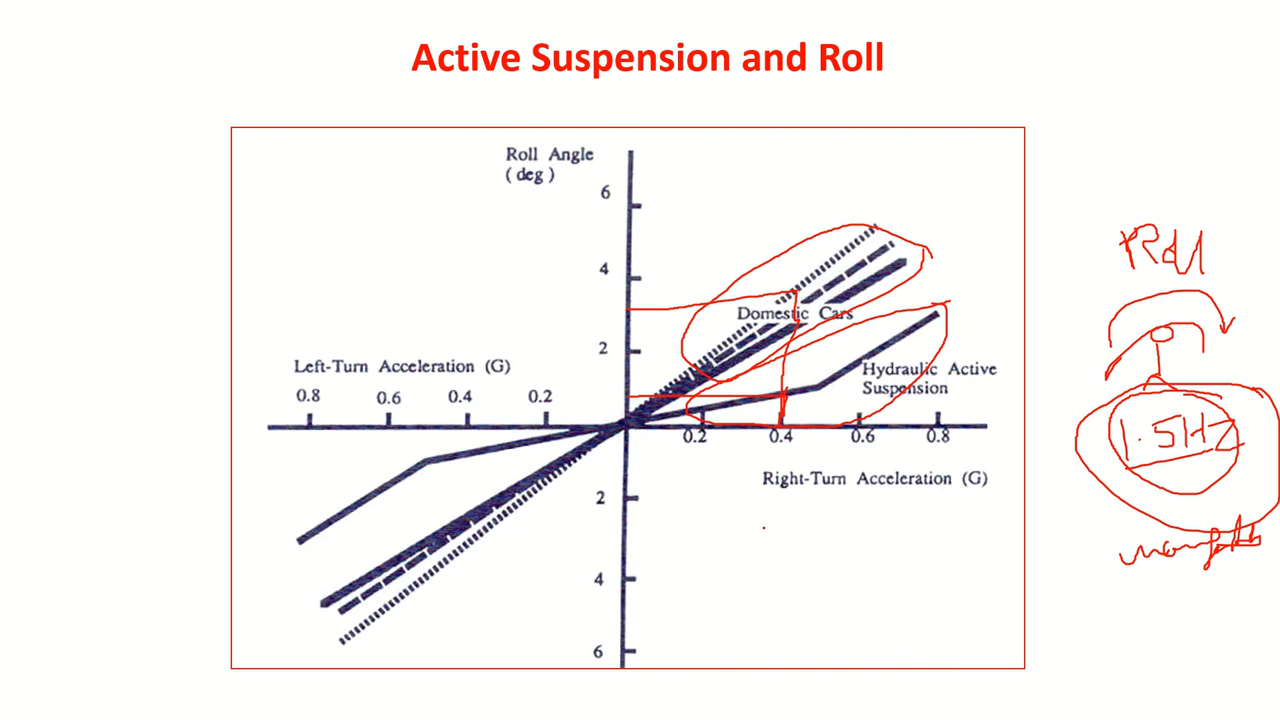 Active Suspension and Roll
Roll Angle
(deg)
6
4
2
Domestic Cars
Left-Turn Acceleration (G)
0.8 0.6 0.4 0.2
Hydraulic Active
Suspension
0.2 0.4 0.6 0.8
Right-Turn Acceleration (G)
2
4
6
Roll
1.5HZ